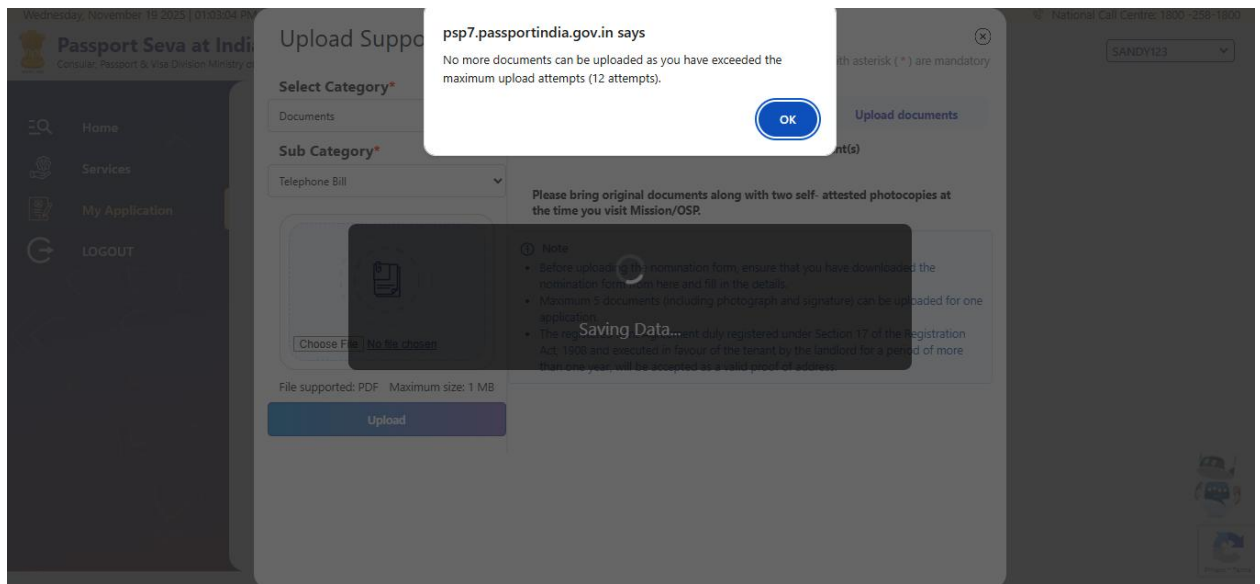 Wednesday, November 19 2025 | 01:03:04 PM
National Call Centre: 1800-258-1800
Passport Seva at Indi
Consular, Passport & Visa Division Ministry o
SANDY123
psp7.passportindia.gov.in says
No more documents can be uploaded as you have exceeded the
maximum upload attempts (12 attempts).
OK
Upload Suppo
ith asterisk ( * ) are mandatory
Home
Services
My Application
LOGOUT
Select Category*
Documents
Sub Category*
Telephone Bill
Choose File No file chosen
File supported: PDF Maximum size: 1 MB
Upload
Upload documents
nt(s)
Please bring original documents along with two self- attested photocopies at
the time you visit Mission/OSP.
Note
• Before uploading the nomination form, ensure that you have downloaded the
nomination form from here and fill in the details.
• Maximum 5 documents (including photograph and signature) can be uploaded for one
application.
• The registered agreement duly registered under Section 17 of the Registration
Act, 1908 and executed in favour of the tenant by the landlord for a period of more
than one year, will be accepted as a valid proof of address.
Saving Data...